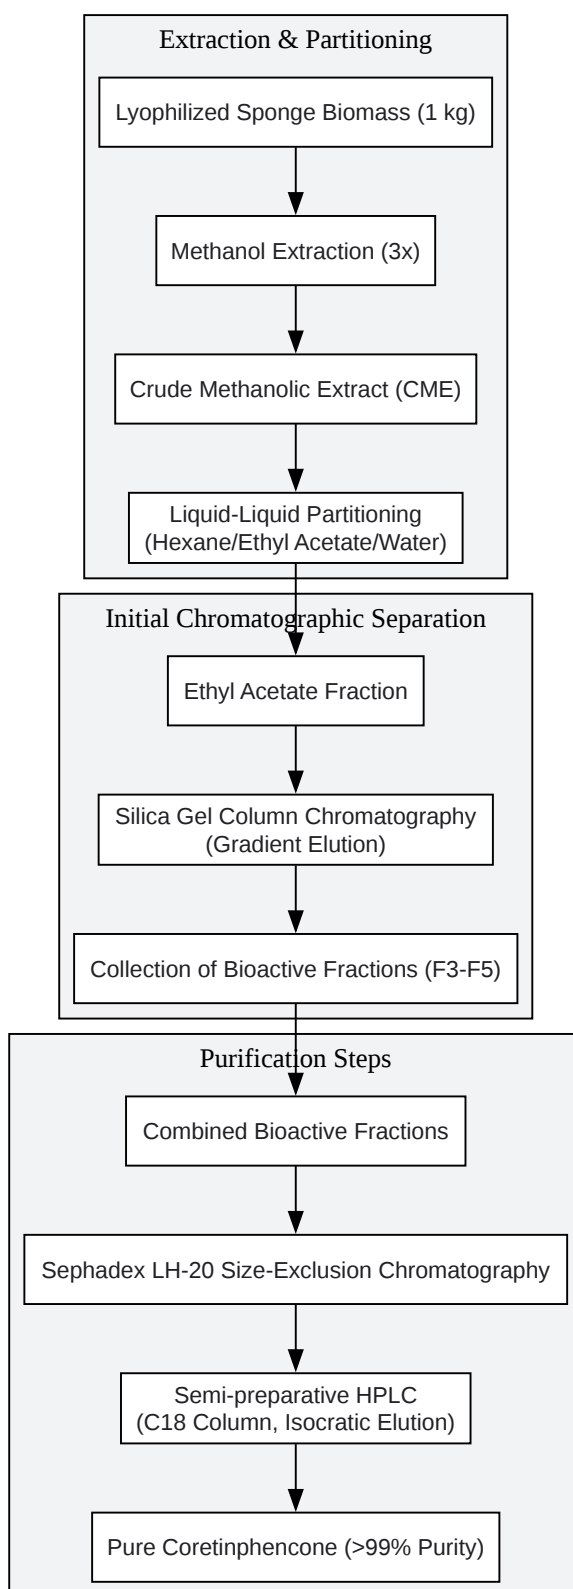 Extraction & Partitioning
Lyophilized Sponge Biomass (1 kg)
Methanol Extraction (3x)
Crude Methanolic Extract (CME)
Liquid-Liquid Partitioning
(Hexane/Ethyl Acetate/Water)
Initial Chromatographic Separation
Ethyl Acetate Fraction
Silica Gel Column Chromatography
(Gradient Elution)
Collection of Bioactive Fractions (F3-F5)
Purification Steps
Combined Bioactive Fractions
Sephadex LH-20 Size-Exclusion Chromatography
Semi-preparative HPLC
(C18 Column, Isocratic Elution)
Pure Coretinphencone (>99% Purity)